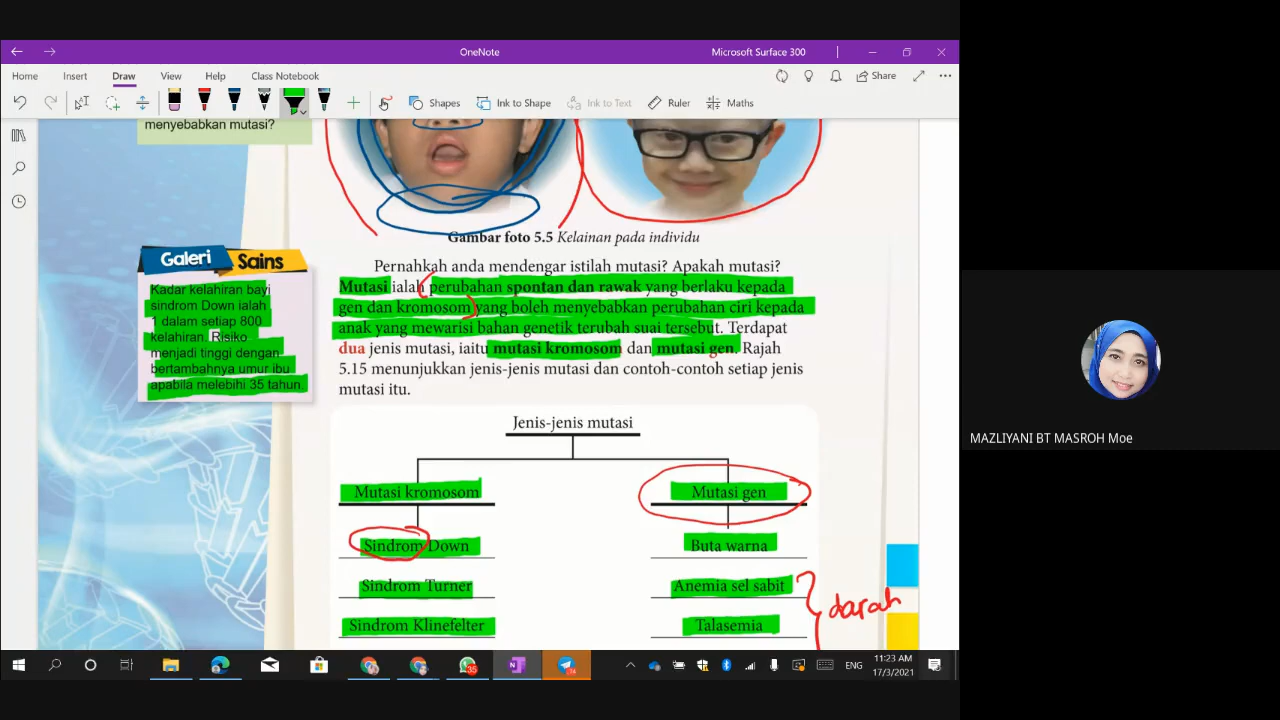 OneNote
Microsoft Surface 300
Home
Insert
Draw
View
Help
Class Notebook
Share
Shapes
Ink to Shape
Ink to Text
Ruler
Maths
menyebabkan mutasi?
Gambar foto 5.5 Kelainan pada individu
Galeri Sains
Kadar kelahiran bayi
sindrom Down ialah
1 dalam setiap 800
kelahiran. Risiko
menjadi tinggi dengan
bertambahnya umur ibu
apabila melebihi 35 tahun.
Pernahkah anda mendengar istilah mutasi? Apakah mutasi?
Mutasi ialah perubahan spontan dan rawak yang berlaku kepada
gen dan kromosom yang boleh menyebabkan perubahan ciri kepada
anak yang mewarisi bahan genetik terubah suai tersebut. Terdapat
dua jenis mutasi, iaitu mutasi kromosom dan mutasi gen. Rajah
5.15 menunjukkan jenis-jenis mutasi dan contoh-contoh setiap jenis
mutasi itu.
Jenis-jenis mutasi
Mutasi kromosom
Mutasi gen
Sindrom Down
Buta warna
Sindrom Turner
Anemia sel sabit
Sindrom Klinefelter
Talasemia
darah
MAZLIYANI BT MASROH Moe
35
ENG
11:23 AM
17/3/2021